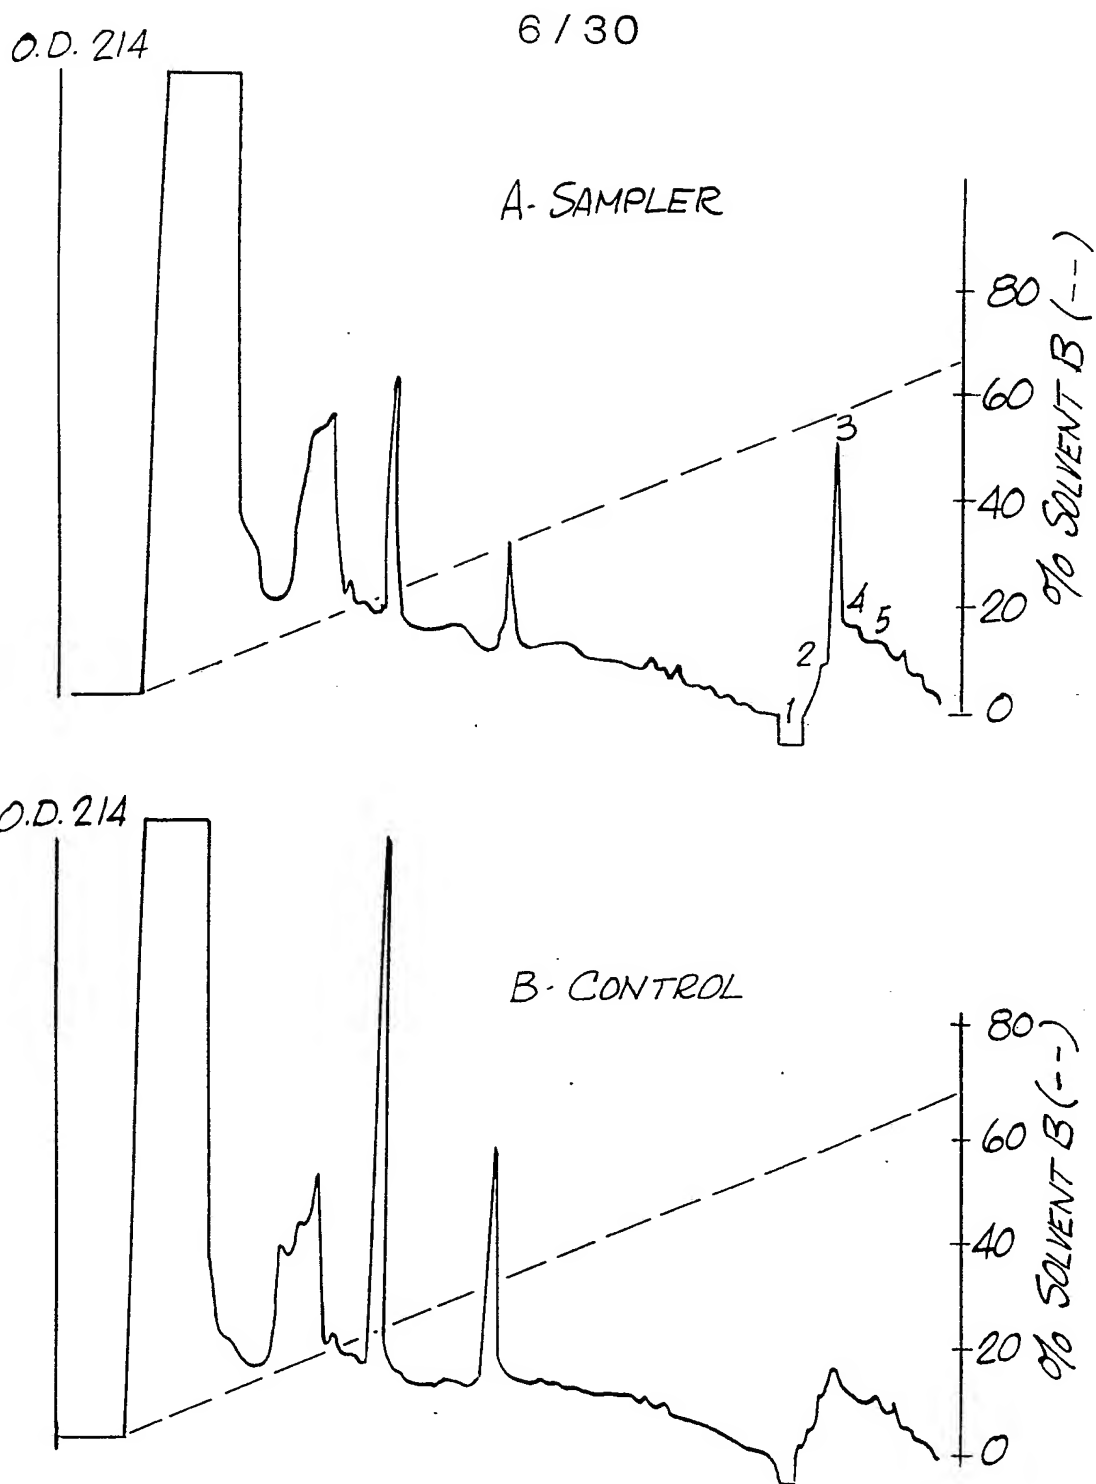 6 / 30
O.D. 214
A- SAMPLER
80
60
40
20
0
% SOLVENT B (--)
3
4
5
2
1
O.D. 214
B- CONTROL
80
60
40
20
0
% SOLVENT B (--)